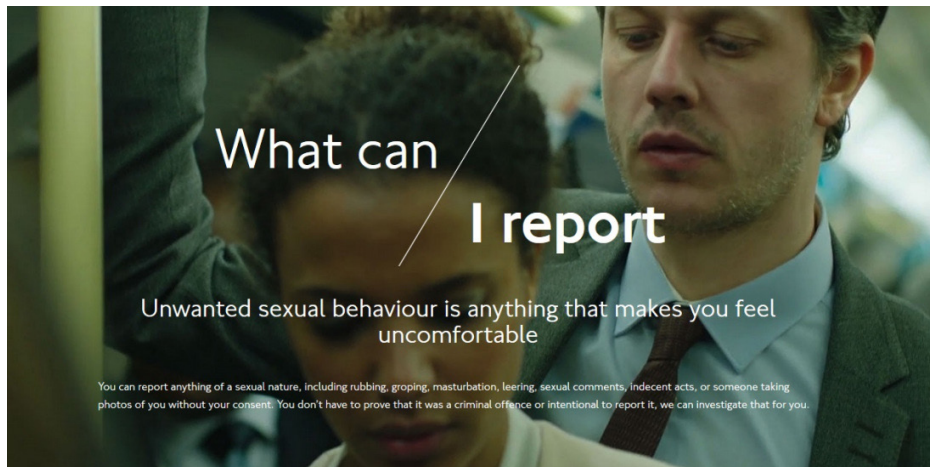 What can
I report
Unwanted sexual behaviour is anything that makes you feel
uncomfortable
You can report anything of a sexual nature, including rubbing, groping, masturbation, leering, sexual comments, indecent acts, or someone taking
photos of you without your consent. You don't have to prove that it was a criminal offence or intentional to report it, we can investigate that for you.